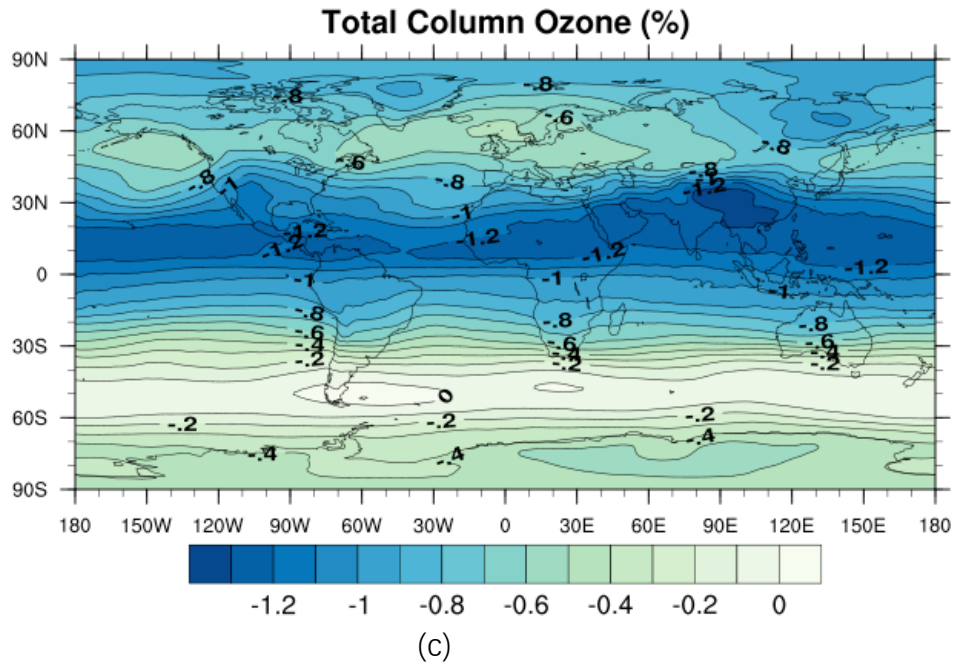 Total Column Ozone (%)
90N
-.8 -.8
-.6
60N
-.8
-.6
-.8 -.8 -.8
-1 -1.2
30N
-1
-1.2 -1.2
-1.2 -1.2
-1.2
0 -1 -1
-1
-.8 -.8 -.8
-.6 -.6 -.6
30S -.4 -.4 -.4
-.2 -.2 -.2
0
60S -.2 -.2 -.2
-.4
-.4 -.4
90S
180 150W 120W 90W 60W 30W 0 30E 60E 90E 120E 150E 180
-1.2 -1 -0.8 -0.6 -0.4 -0.2 0
(c)